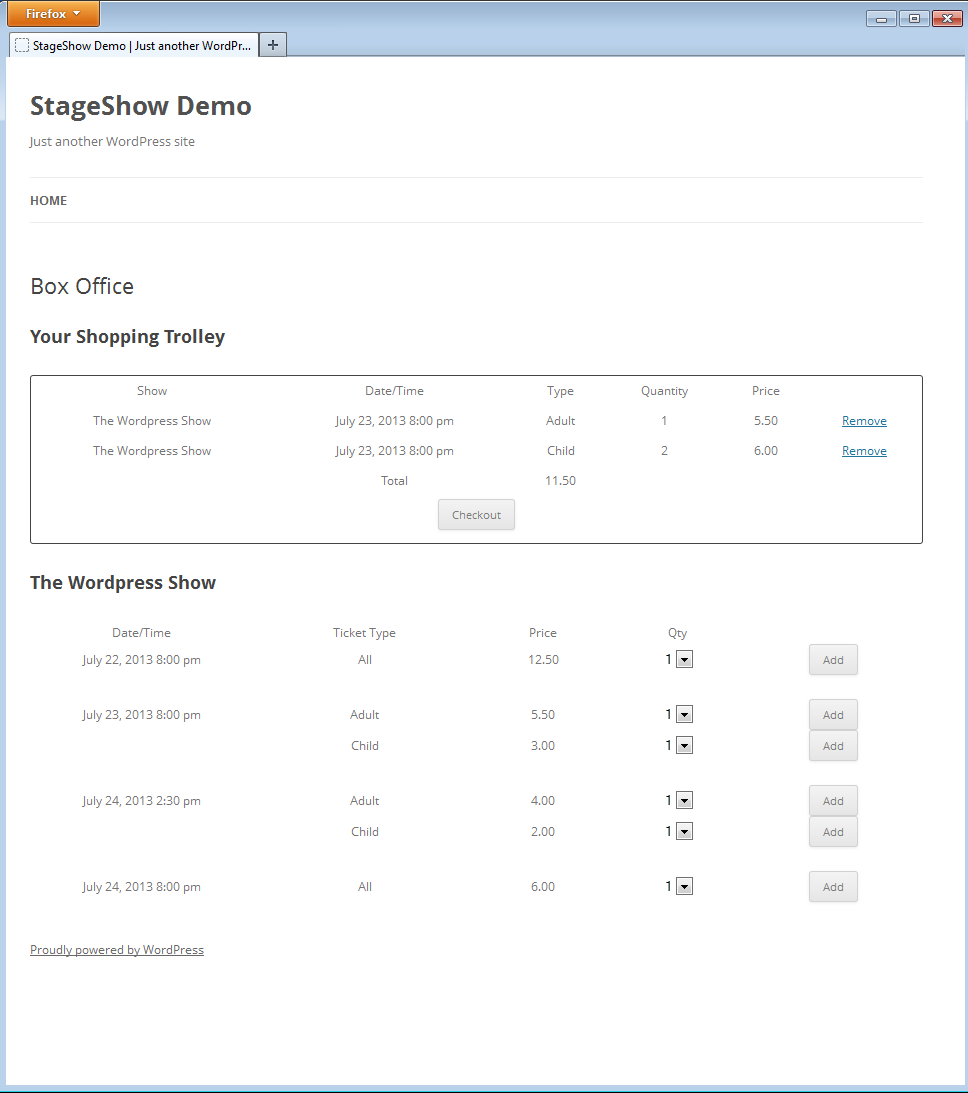 Firefox
StageShow Demo | Just another WordPr...
StageShow Demo
Just another WordPress site
HOME
Box Office
Your Shopping Trolley
Show Date/Time Type Quantity Price
The Wordpress Show July 23, 2013 8:00 pm Adult 1 5.50 Remove
The Wordpress Show July 23, 2013 8:00 pm Child 2 6.00 Remove
Total 11.50
Checkout
The Wordpress Show
Date/Time Ticket Type Price Qty
July 22, 2013 8:00 pm All 12.50 1 Add
July 23, 2013 8:00 pm Adult 5.50 1 Add
Child 3.00 1 Add
July 24, 2013 2:30 pm Adult 4.00 1 Add
Child 2.00 1 Add
July 24, 2013 8:00 pm All 6.00 1 Add
Proudly powered by WordPress